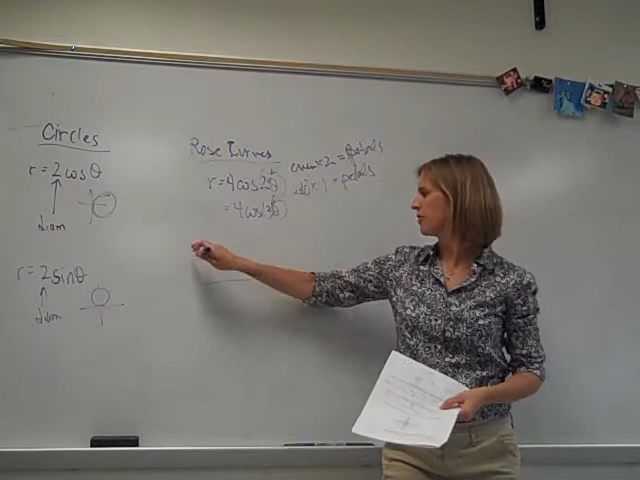 Circles
r = 2 cos θ
diam
r = 2 sin θ
diam
Rose Curves
r = 4 cos 2θ
= 4 cos(2θ)
even × 2 = petals
odd × 1 = petals